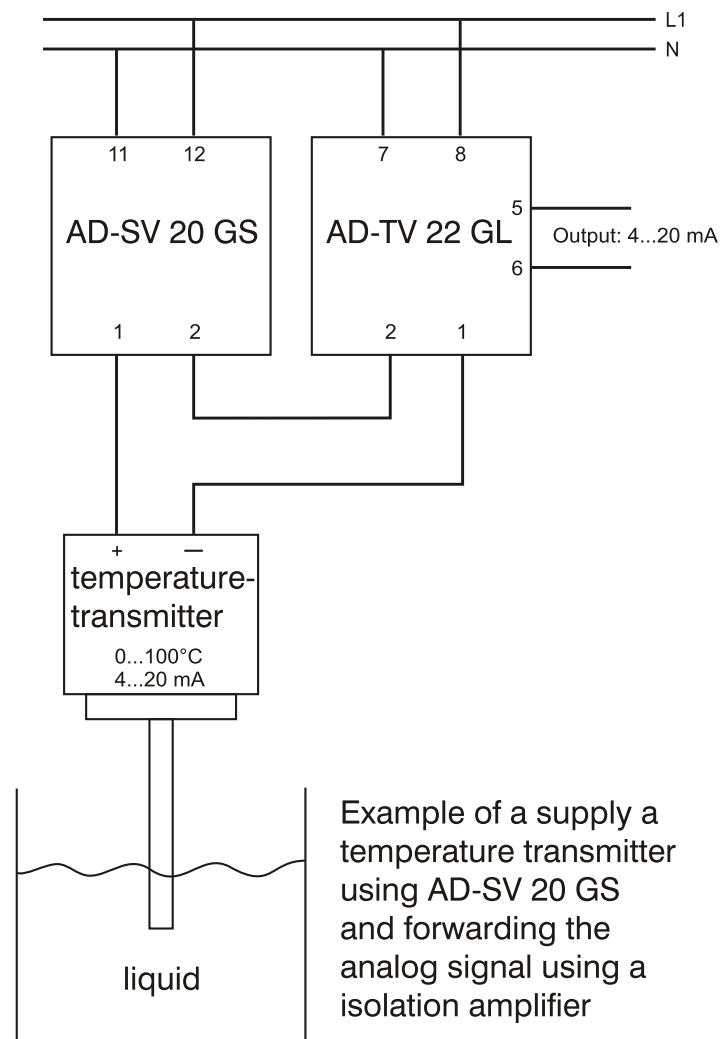 L1
N
11 12
7 8
AD-SV 20 GS
AD-TV 22 GL
5
Output: 4...20 mA
6
1 2
2 1
+ —
temperature-
transmitter
0...100°C
4...20 mA
liquid
Example of a supply a
temperature transmitter
using AD-SV 20 GS
and forwarding the
analog signal using a
isolation amplifier